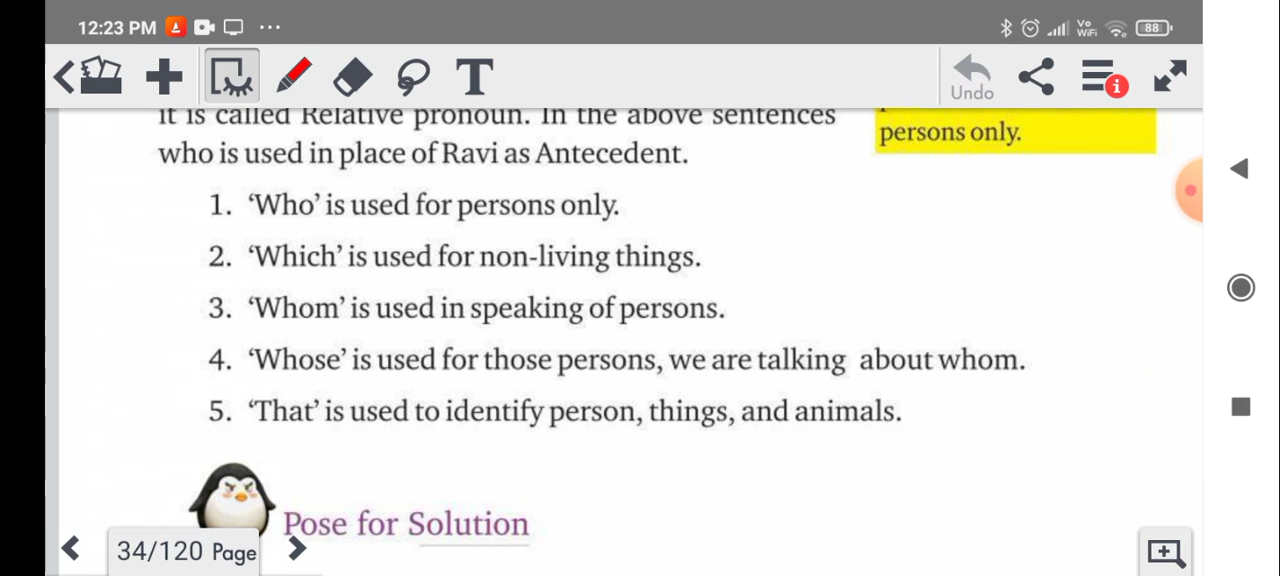 12:23 PM ...
Vo WiFi 88
T
Undo
i
it is called Relative pronoun. In the above sentences
who is used in place of Ravi as Antecedent.
persons only.
1. ‘Who’ is used for persons only.
2. ‘Which’ is used for non-living things.
3. ‘Whom’ is used in speaking of persons.
4. ‘Whose’ is used for those persons, we are talking about whom.
5. ‘That’ is used to identify person, things, and animals.
Pose for Solution
34/120 Page